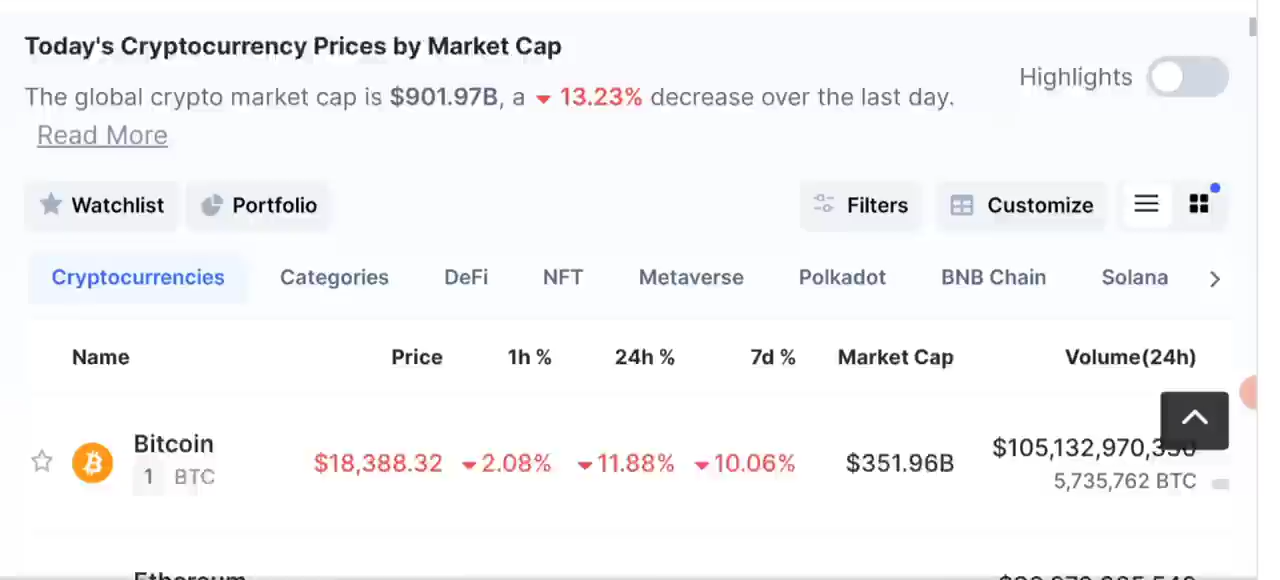 Today's Cryptocurrency Prices by Market Cap
The global crypto market cap is $901.97B, a 13.23% decrease over the last day.
Read More
Highlights
Watchlist Portfolio Filters Customize
Cryptocurrencies Categories DeFi NFT Metaverse Polkadot BNB Chain Solana
Name Price 1h % 24h % 7d % Market Cap Volume(24h)
Bitcoin
1 BTC
$18,388.32 2.08% 11.88% 10.06% $351.96B
5,735,762 BTC
Ethereum